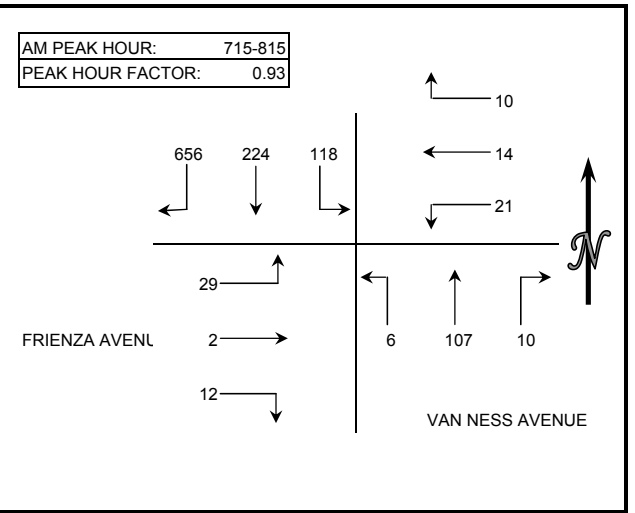 AM PEAK HOUR: 715-815
PEAK HOUR FACTOR: 0.93
10
656 224 118
14
21
N
29
FRIENZA AVENU
2
6 107 10
12
VAN NESS AVENUE